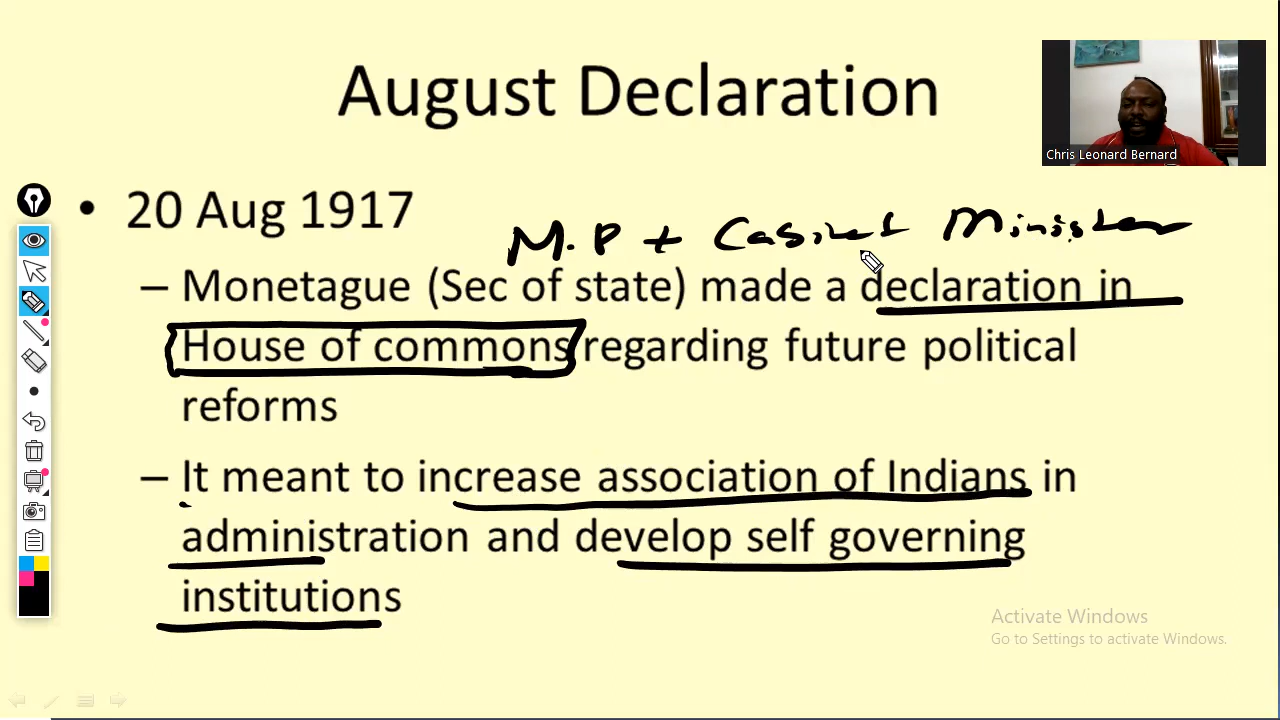 August Declaration
Chris Leonard Bernard
• 20 Aug 1917
M.P + Cabinet Minister
– Monetague (Sec of state) made a declaration in
House of commons regarding future political
reforms
– It meant to increase association of Indians in
administration and develop self governing
institutions
Activate Windows
Go to Settings to activate Windows.